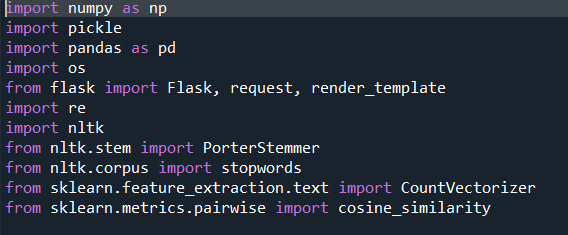 import numpy as np
import pickle
import pandas as pd
import os
from flask import Flask, request, render_template
import re
import nltk
from nltk.stem import PorterStemmer
from nltk.corpus import stopwords
from sklearn.feature_extraction.text import CountVectorizer
from sklearn.metrics.pairwise import cosine_similarity